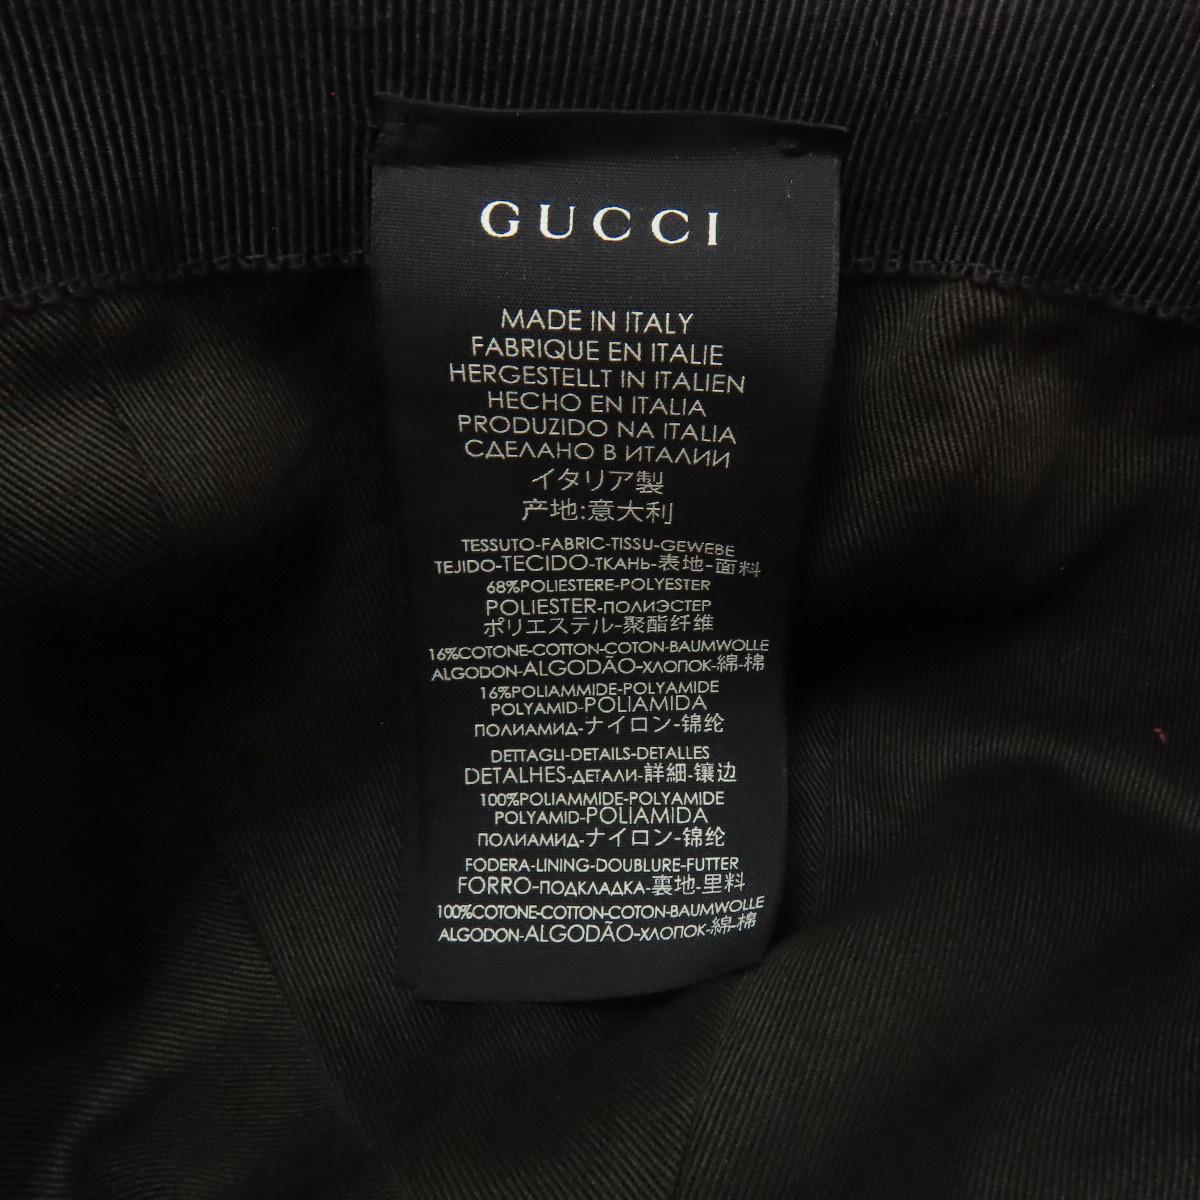 GUCCI
MADE IN ITALY
FABRIQUE EN ITALIE
HERGESTELLT IN ITALIEN
HECHO EN ITALIA
PRODUZIDO NA ITALIA
СДЕЛАНО В ИТАЛИИ
イタリア製
产地:意大利
TESSUTO-FABRIC-TISSU-GEWEBE
TEJIDO-TECIDO-ТКАНЬ-表地-面料
68%POLIESTERE-POLYESTER
POLIESTER-ПОЛИЭСТЕР
ポリエステル-聚酯纤维
16%COTONE-COTTON-COTON-BAUMWOLLE
ALGODON-ALGODÃO-ХЛОПОК-綿-棉
16%POLIAMMIDE-POLYAMIDE
POLYAMID-POLIAMIDA
ПОЛИАМИД-ナイロン-锦纶
DETTAGLI-DETAILS-DETALLES
DETALHES-ДЕТАЛИ-詳細-镶边
100%POLIAMMIDE-POLYAMIDE
POLYAMID-POLIAMIDA
ПОЛИАМИД-ナイロン-锦纶
FODERA-LINING-DOUBLURE-FUTTER
FORRO-ПОДКЛАДКА-裏地-里料
100%COTONE-COTTON-COTON-BAUMWOLLE
ALGODON-ALGODÃO-ХЛОПОК-綿-棉